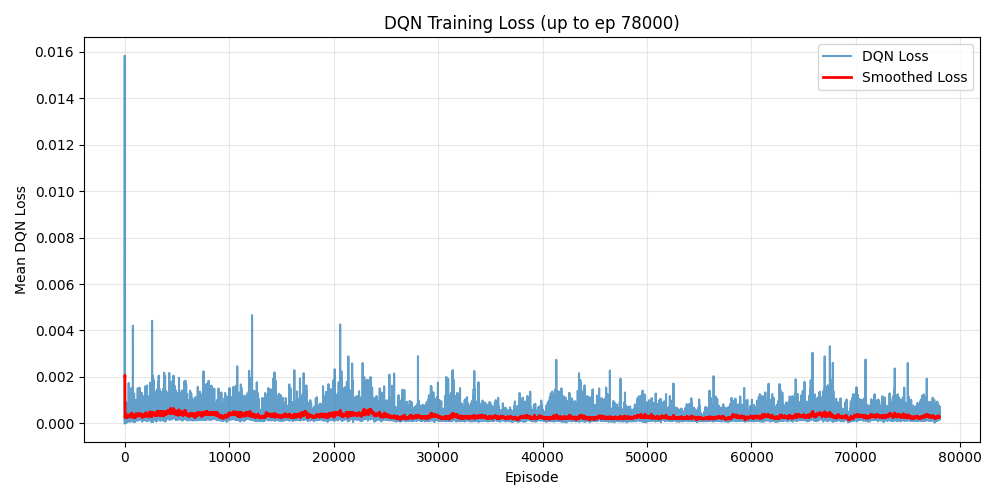 DQN Training Loss (up to ep 78000)
DQN Loss
Smoothed Loss
Mean DQN Loss
0.016
0.014
0.012
0.010
0.008
0.006
0.004
0.002
0.000
0 10000 20000 30000 40000 50000 60000 70000 80000
Episode